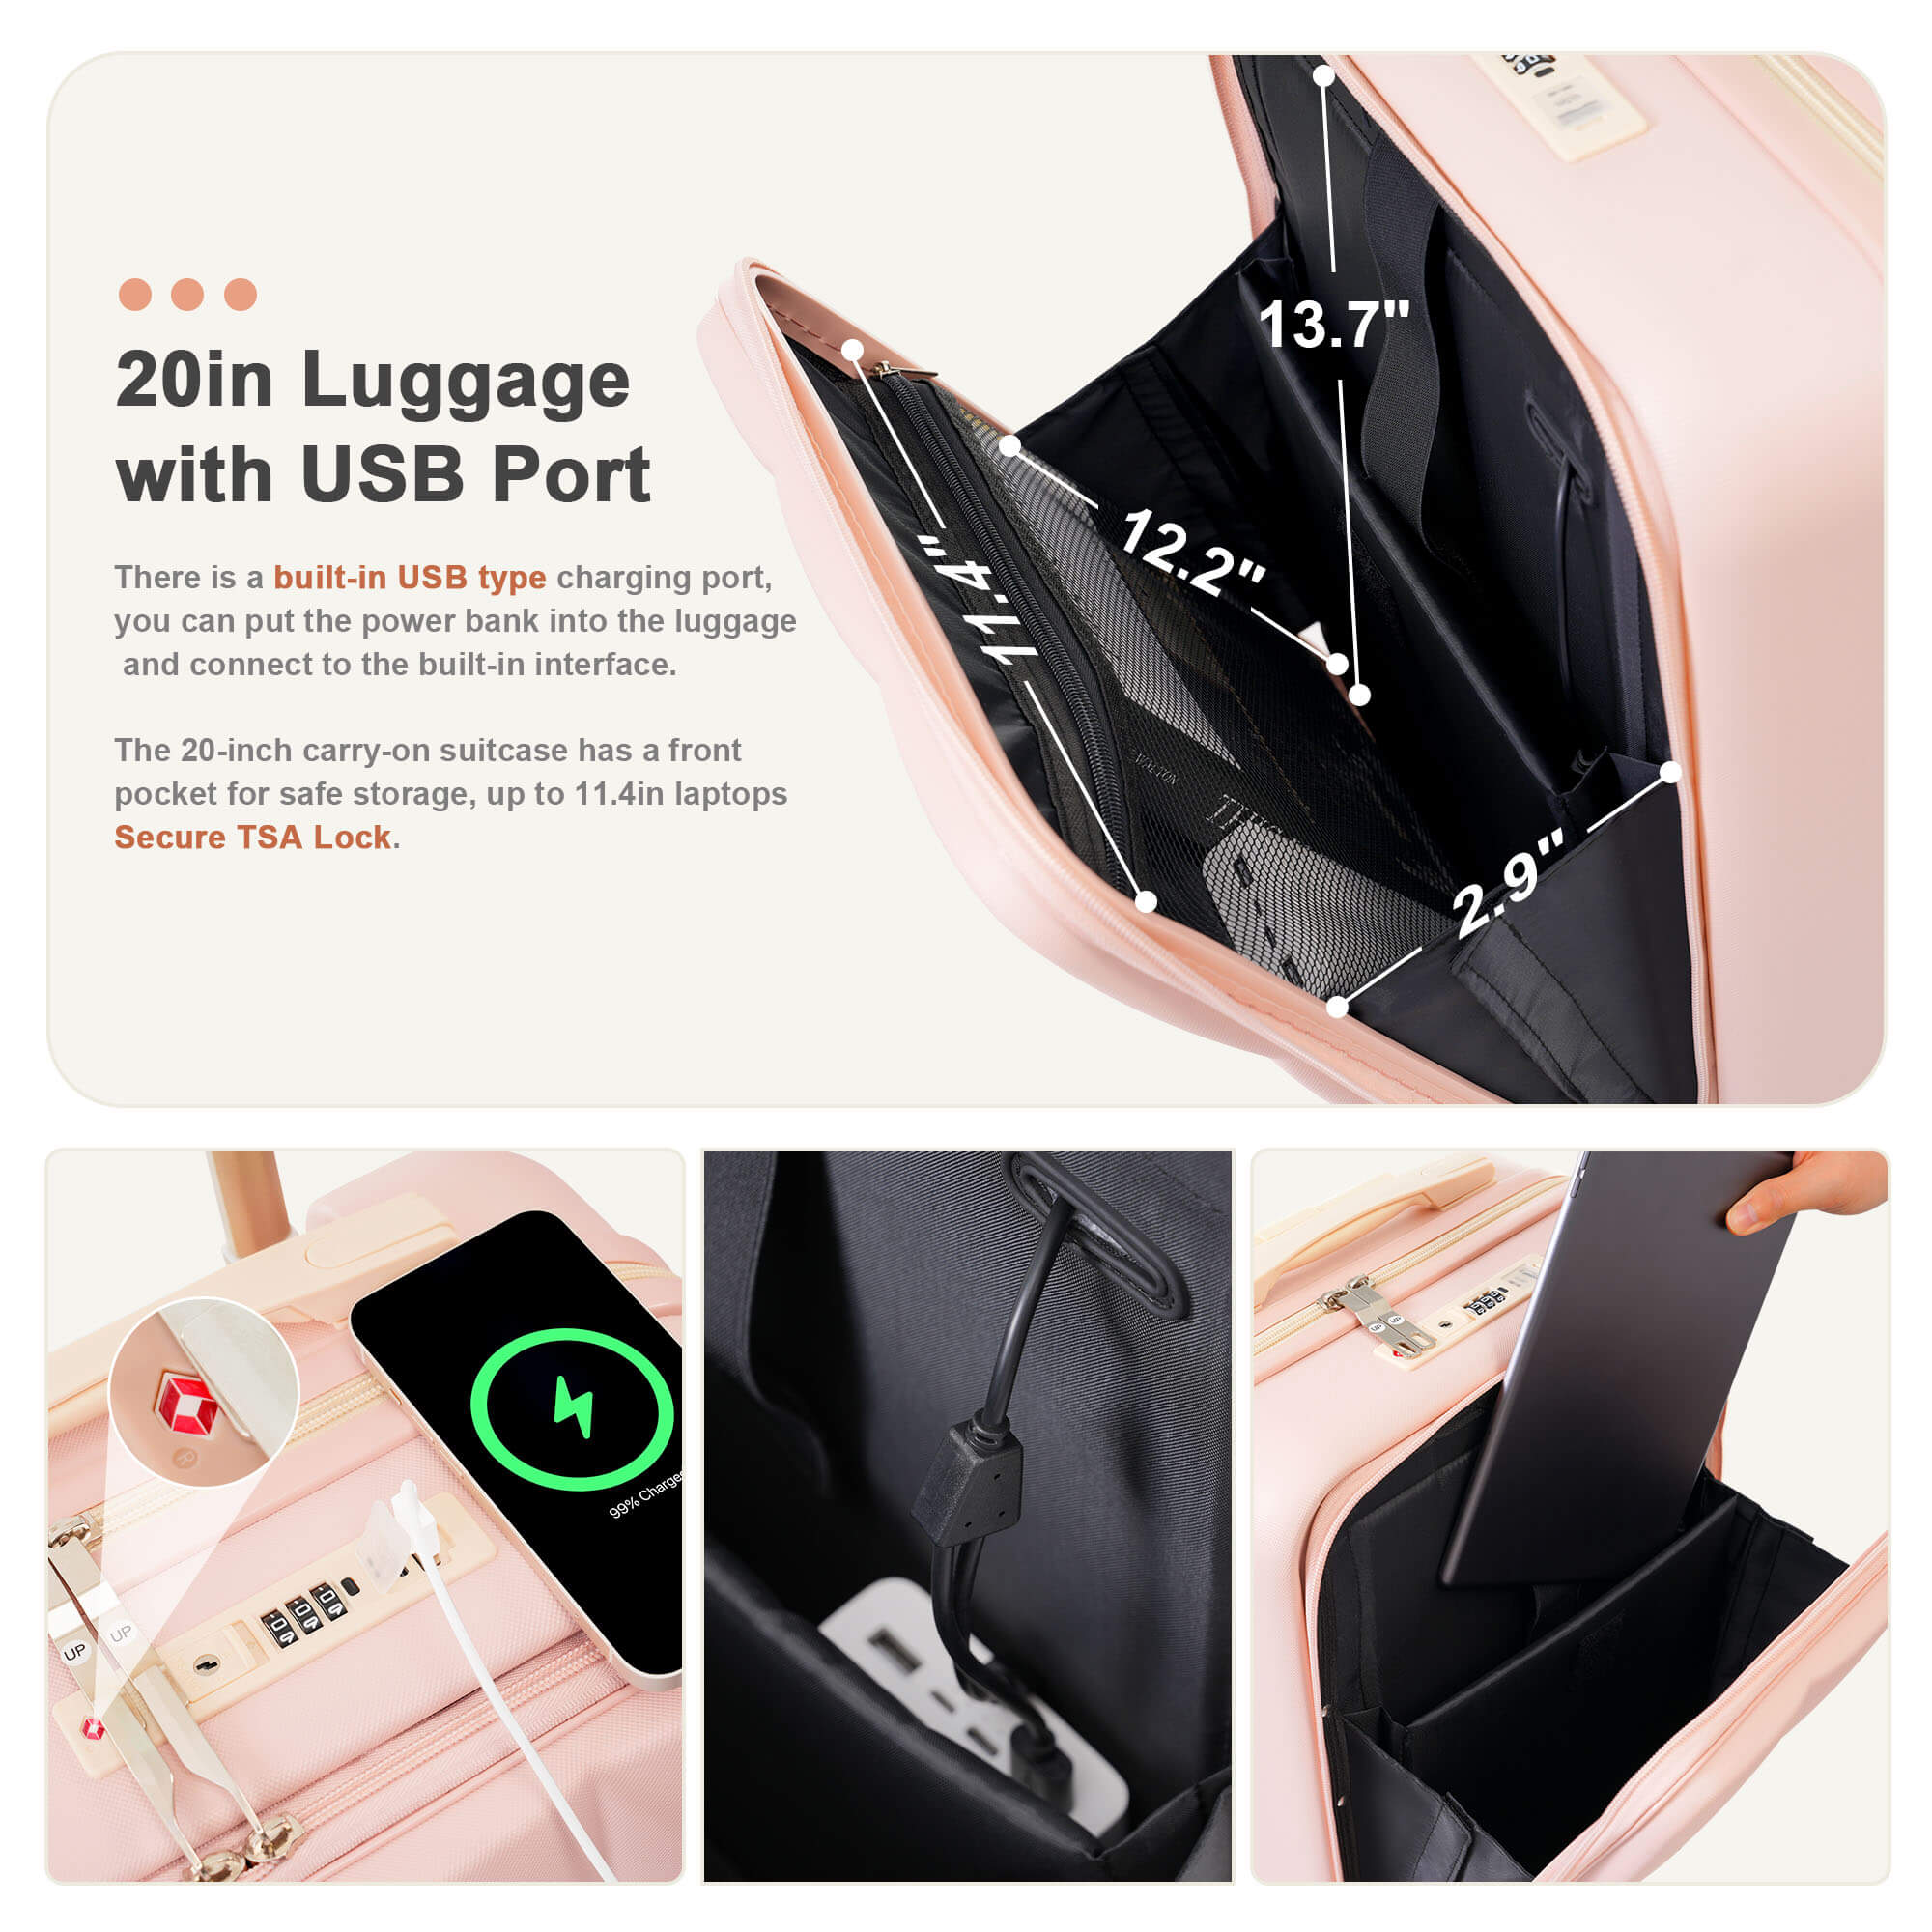 20in Luggage
with USB Port
There is a built-in USB type charging port,
you can put the power bank into the luggage
and connect to the built-in interface.
The 20-inch carry-on suitcase has a front
pocket for safe storage, up to 11.4in laptops
Secure TSA Lock.
13.7"
12.2"
11.4"
2.9"
99% Charged
UP
UP
R
UP
UP